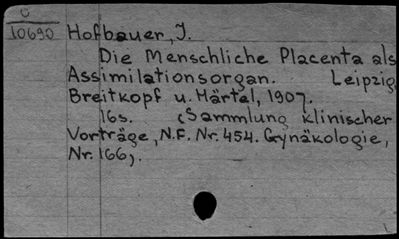 O
10690 Hofbauer, J.
Die Menschliche Placenta als
Assimilationsorgan. Leipzig,
Breitkopf u. Härtel, 1907.
16s. (Sammlung klinischer
Vorträge, N.F. Nr. 454. Gynäkologie,
Nr. 166).